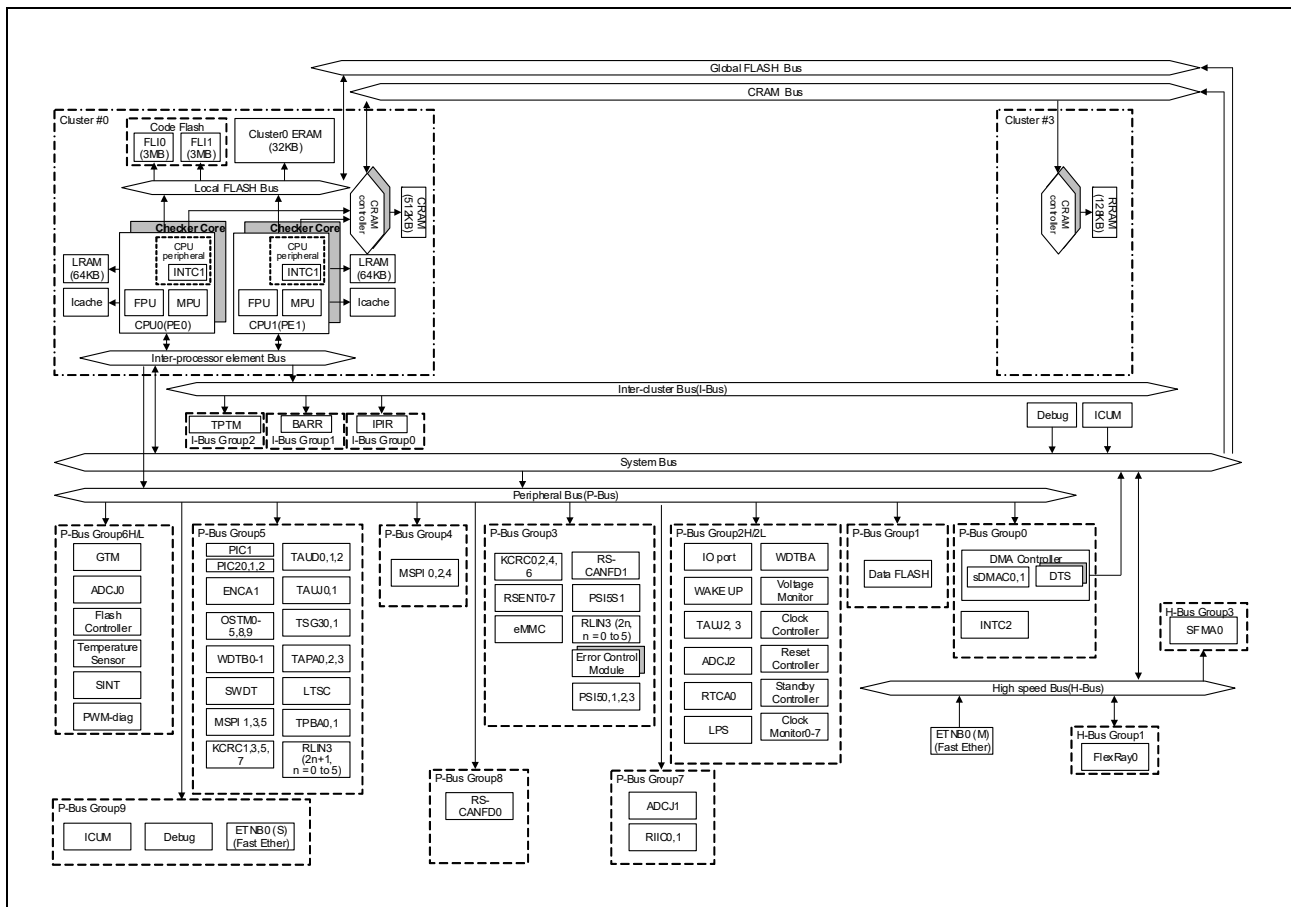 Global FLASH Bus
CRAM Bus
Cluster #0
Code Flash
FLI0
(3MB)
FLI1
(3MB)
Cluster0 ERAM
(32KB)
Local FLASH Bus
CRAM
controller
CRAM
(512KB)
Cluster #3
CRAM
controller
RRAM
(128KB)
Checker Core
CPU
peripheral
INTC1
FPU
MPU
CPU0(PE0)
Checker Core
CPU
peripheral
INTC1
FPU
MPU
CPU1(PE1)
LRAM
(64KB)
Icache
LRAM
(64KB)
Icache
Inter-processor element Bus
Inter-cluster Bus(I-Bus)
TPTM
I-Bus Group2
BARR
I-Bus Group1
IPIR
I-Bus Group0
Debug
ICUM
System Bus
Peripheral Bus(P-Bus)
P-Bus Group6H/L
GTM
ADCJ0
Flash
Controller
Temperature
Sensor
SINT
PWM-diag
P-Bus Group5
PIC1
PIC20,1,2
ENCA1
OSTM0-
5,8,9
WDTB0-1
SWDT
MSPI 1,3,5
KCRC1,3,5,
7
TAUD0,1,2
TAUJ0,1
TSG30,1
TAPA0,2,3
LTSC
TPBA0,1
RLIN3
(2n+1,
n = 0 to 5)
P-Bus Group4
MSPI 0,2,4
P-Bus Group3
KCRC0,2,4,
6
RSENT0-7
eMMC
RS-
CANFD1
PSI5S1
RLIN3 (2n,
n = 0 to 5)
Error Control
Module
PSI50,1,2,3
P-Bus Group2H/2L
IO port
WAKE UP
TAUJ2, 3
ADCJ2
RTCA0
LPS
WDTBA
Voltage
Monitor
Clock
Controller
Reset
Controller
Standby
Controller
Clock
Monitor0-7
P-Bus Group1
Data FLASH
P-Bus Group0
DMA Controller
sDMAC0,1
DTS
INTC2
H-Bus Group3
SFMA0
High speed Bus(H-Bus)
ETNB0 (M)
(Fast Ether)
H-Bus Group1
FlexRay0
P-Bus Group9
ICUM
Debug
ETNB0 (S)
(Fast Ether)
P-Bus Group8
RS-
CANFD0
P-Bus Group7
ADCJ1
RIIC0,1